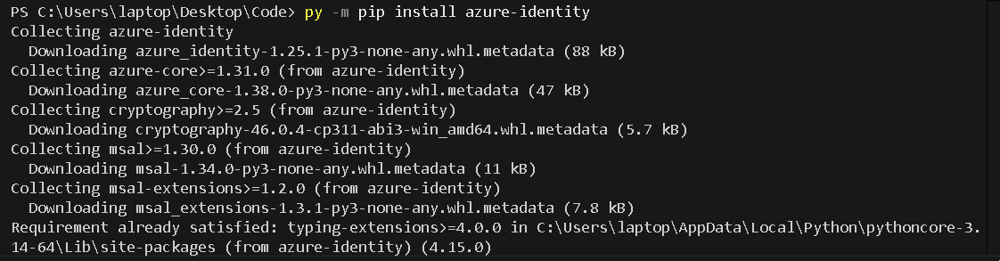 PS C:\Users\laptop\Desktop\Code> py -m pip install azure-identity
Collecting azure-identity
  Downloading azure_identity-1.25.1-py3-none-any.whl.metadata (88 kB)
Collecting azure-core>=1.31.0 (from azure-identity)
  Downloading azure_core-1.38.0-py3-none-any.whl.metadata (47 kB)
Collecting cryptography>=2.5 (from azure-identity)
  Downloading cryptography-46.0.4-cp311-abi3-win_amd64.whl.metadata (5.7 kB)
Collecting msal>=1.30.0 (from azure-identity)
  Downloading msal-1.34.0-py3-none-any.whl.metadata (11 kB)
Collecting msal-extensions>=1.2.0 (from azure-identity)
  Downloading msal_extensions-1.3.1-py3-none-any.whl.metadata (7.8 kB)
Requirement already satisfied: typing-extensions>=4.0.0 in C:\Users\laptop\AppData\Local\Python\pythoncore-3.
14-64\Lib\site-packages (from azure-identity) (4.15.0)